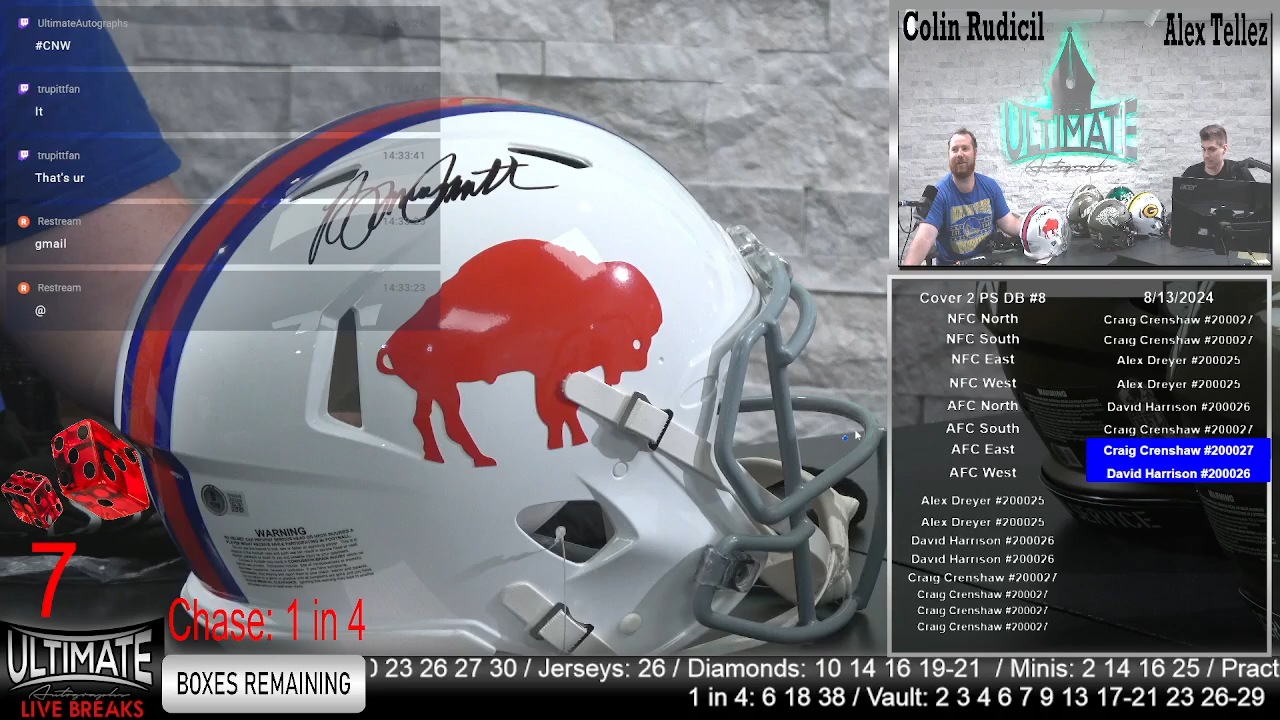 UltimateAutographs
#CNW
trupittfan
It
trupittfan
14:33:41
That's ur
Restream
gmail
Restream
14:33:23
@
Colin Rudicil
Alex Tellez
ULTIMATE
Autographs
acer
Cover 2 PS DB #8 8/13/2024
NFC North Craig Crenshaw #200027
NFC South Craig Crenshaw #200027
NFC East Alex Dreyer #200025
NFC West Alex Dreyer #200025
AFC North David Harrison #200026
AFC South Craig Crenshaw #200027
AFC East Craig Crenshaw #200027
AFC West David Harrison #200026
Alex Dreyer #200025
Alex Dreyer #200025
David Harrison #200026
David Harrison #200026
Craig Crenshaw #200027
Craig Crenshaw #200027
Craig Crenshaw #200027
Craig Crenshaw #200027
WARNING
7
Chase: 1 in 4
ULTIMATE
Autographs
LIVE BREAKS
BOXES REMAINING
0 23 26 27 30 / Jerseys: 26 / Diamonds: 10 14 16 19-21 / Minis: 2 14 16 25 / Pract
1 in 4: 6 18 38 / Vault: 2 3 4 6 7 9 13 17-21 23 26-29